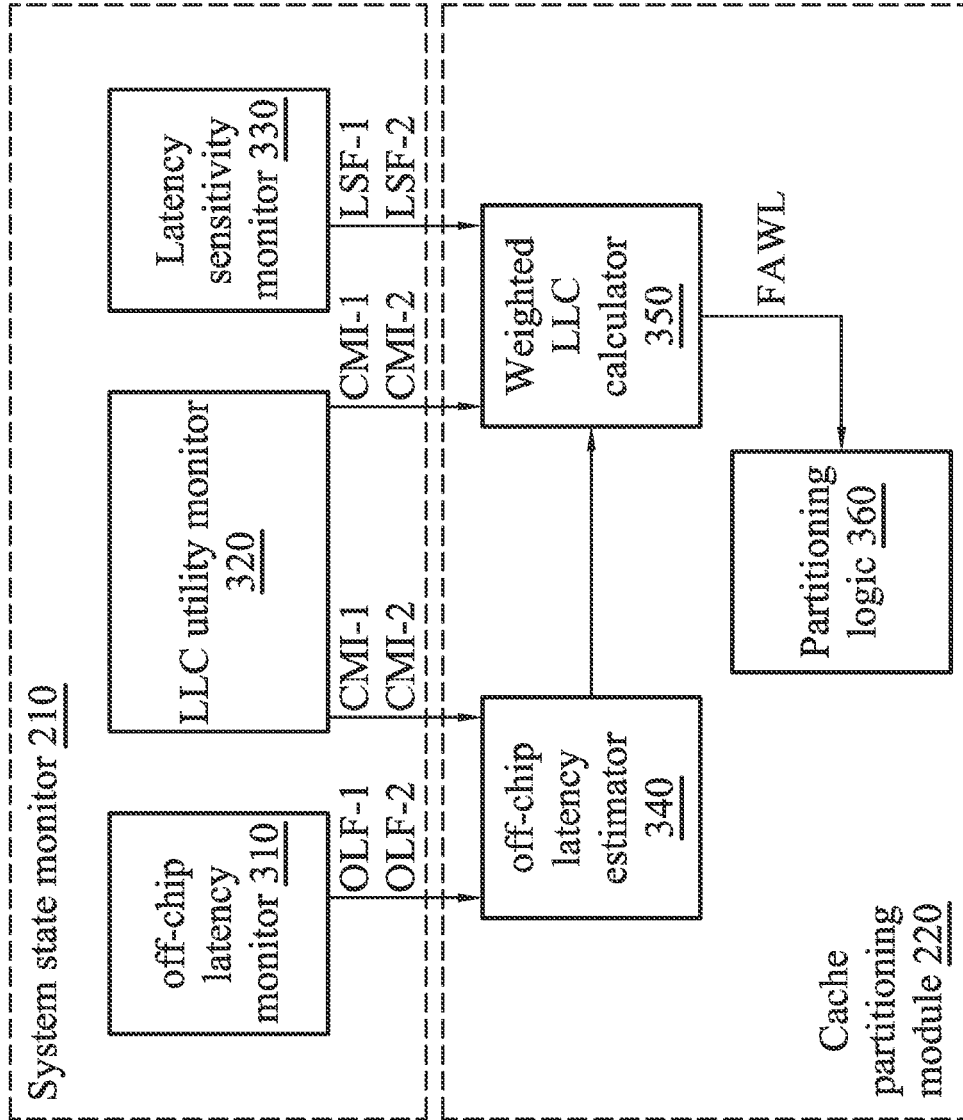 System state monitor 210
off-chip
latency
monitor 310
LLC utility monitor
320
Latency
sensitivity
monitor 330
OLF-1
OLF-2
CMI-1
CMI-2
CMI-1
CMI-2
LSF-1
LSF-2
off-chip
latency
estimator
340
Weighted
LLC
calculator
350
FAWL
Partitioning
logic 360
Cache
partitioning
module 220